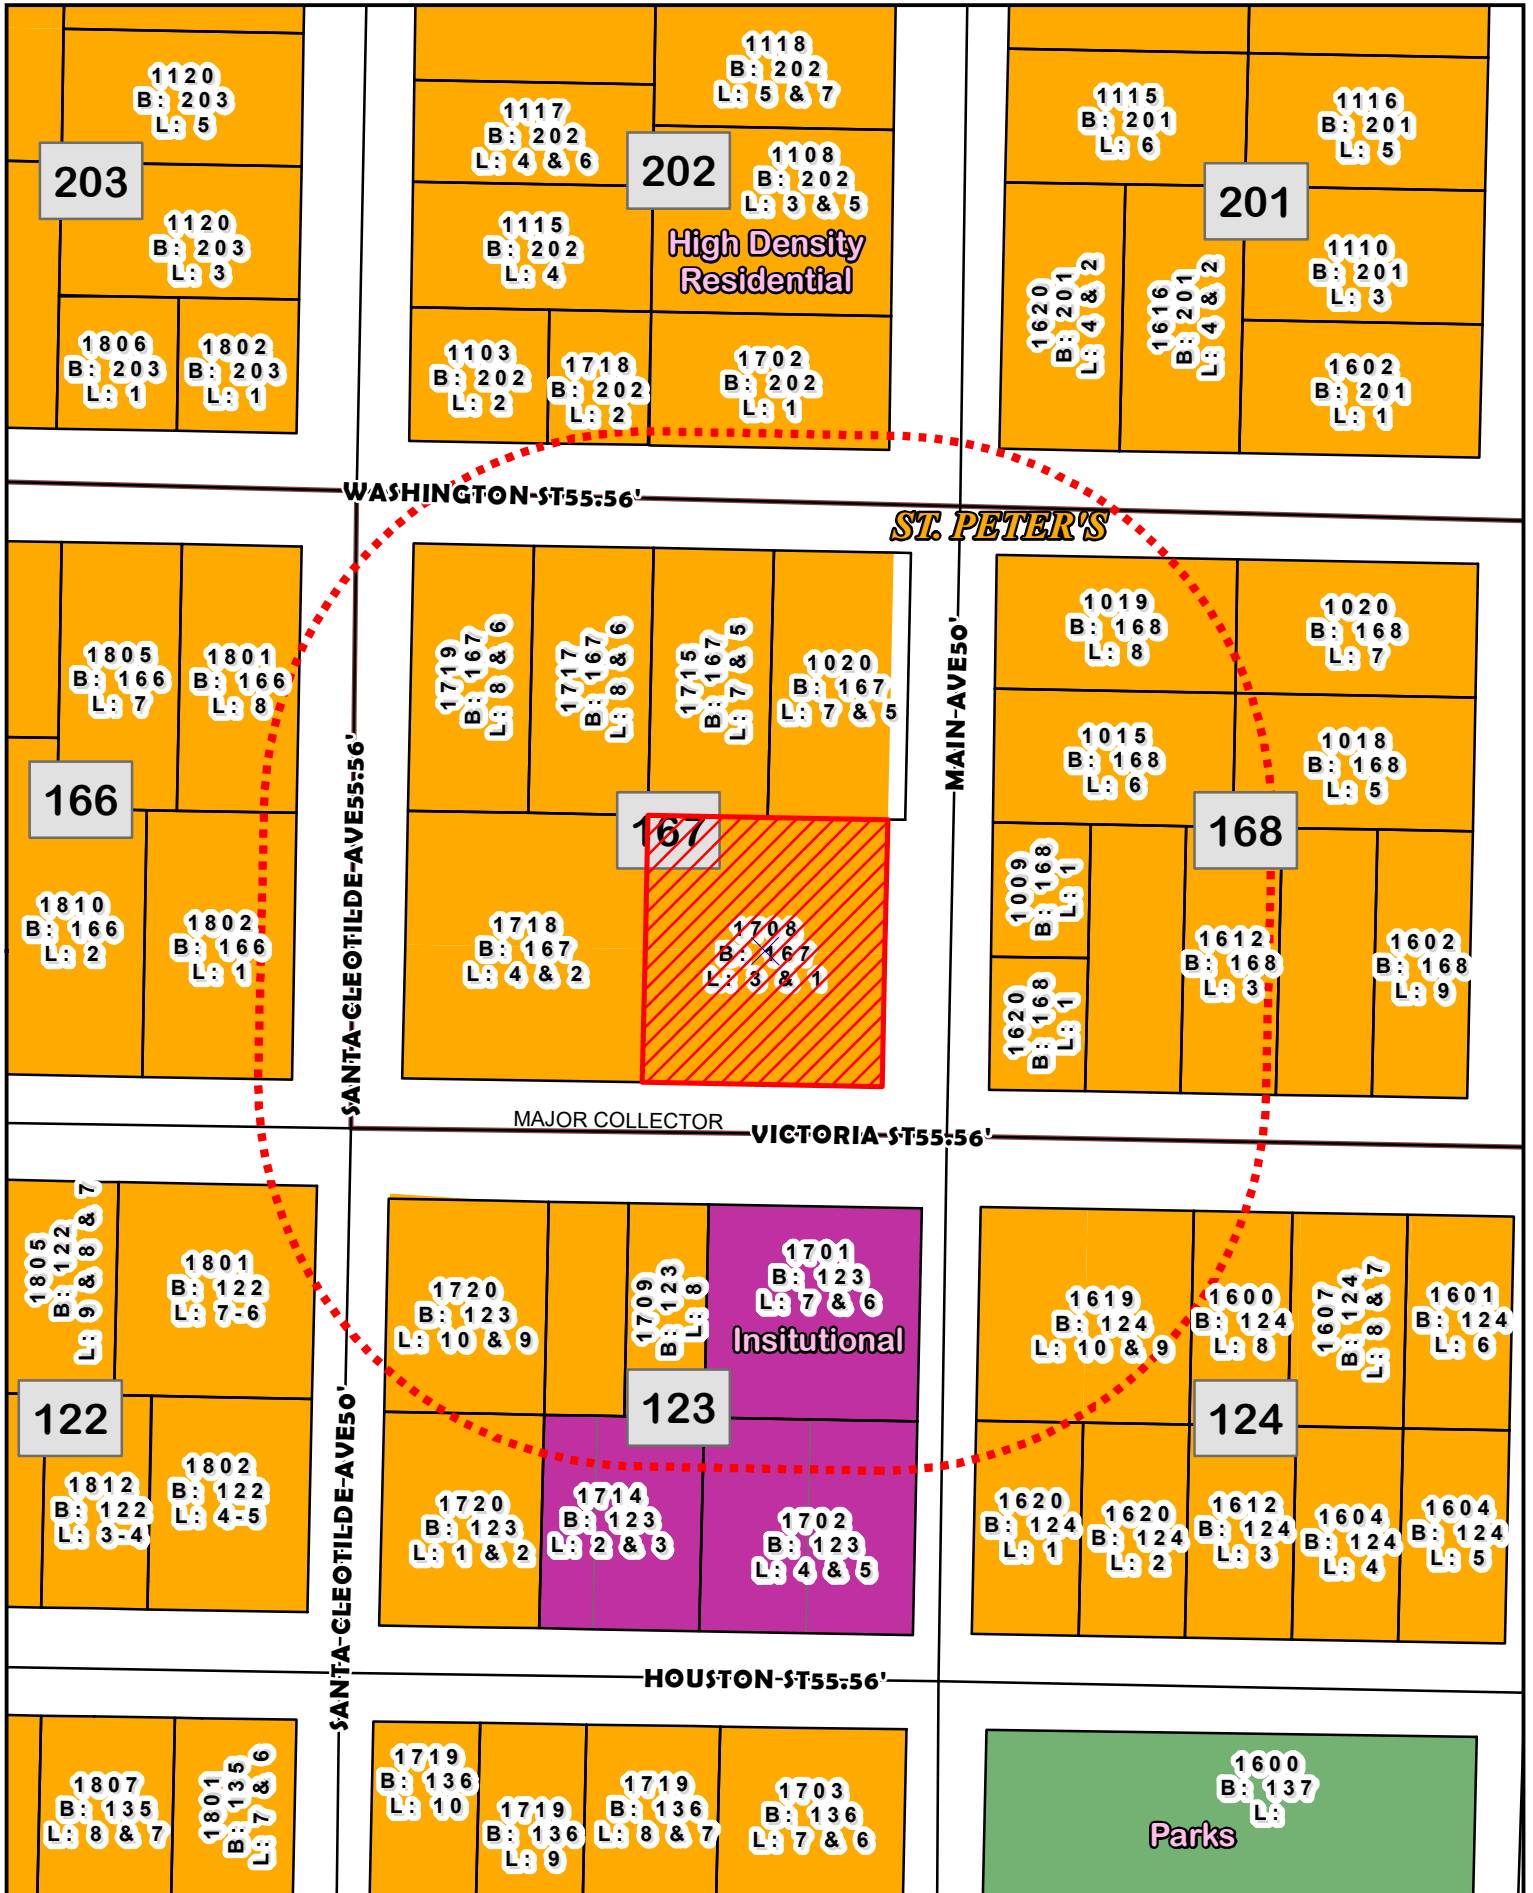 1120
B: 203
L: 5
203
1120
B: 203
L: 3
1806
B: 203
L: 1
1802
B: 203
L: 1
1118
B: 202
L: 5 & 7
1117
B: 202
L: 4 & 6
202
1108
B: 202
L: 3 & 5
1115
B: 202
L: 4
High Density
Residential
1103
B: 202
L: 2
1718
B: 202
L: 2
1702
B: 202
L: 1
1115
B: 201
L: 6
1116
B: 201
L: 5
201
1620
B: 201
L: 4 & 2
1616
B: 201
L: 4 & 2
1110
B: 201
L: 3
1602
B: 201
L: 1
WASHINGTON ST55.56'
ST. PETER'S
1805
B: 166
L: 7
1801
B: 166
L: 8
166
1810
B: 166
L: 2
1802
B: 166
L: 1
SANTA CLEOTILDE AVE55.56'
1719
B: 167
L: 8 & 6
1717
B: 167
L: 8 & 6
1715
B: 167
L: 7 & 5
1020
B: 167
L: 7 & 5
167
1718
B: 167
L: 4 & 2
1708
B: 167
L: 3 & 1
MAIN AVE50'
1019
B: 168
L: 8
1020
B: 168
L: 7
1015
B: 168
L: 6
1018
B: 168
L: 5
168
1009
B: 168
L: 1
1620
B: 168
L: 1
1612
B: 168
L: 3
1602
B: 168
L: 9
MAJOR COLLECTOR
VICTORIA ST55.56'
1805
B: 122
L: 9 & 8 & 7
1801
B: 122
L: 7-6
122
1812
B: 122
L: 3-4
1802
B: 122
L: 4-5
SANTA CLEOTILDE AVE50'
1720
B: 123
L: 10 & 9
1709
B: 123
L: 8
1701
B: 123
L: 7 & 6
Insitutional
123
1720
B: 123
L: 1 & 2
1714
B: 123
L: 2 & 3
1702
B: 123
L: 4 & 5
1619
B: 124
L: 10 & 9
1600
B: 124
L: 8
1607
B: 124
L: 8 & 7
1601
B: 124
L: 6
124
1620
B: 124
L: 1
1620
B: 124
L: 2
1612
B: 124
L: 3
1604
B: 124
L: 4
1604
B: 124
L: 5
HOUSTON ST55.56'
1807
B: 135
L: 8 & 7
1801
B: 135
L: 7 & 6
1719
B: 136
L: 10
1719
B: 136
L: 9
1719
B: 136
L: 8 & 7
1703
B: 136
L: 7 & 6
1600
B: 137
L:
Parks